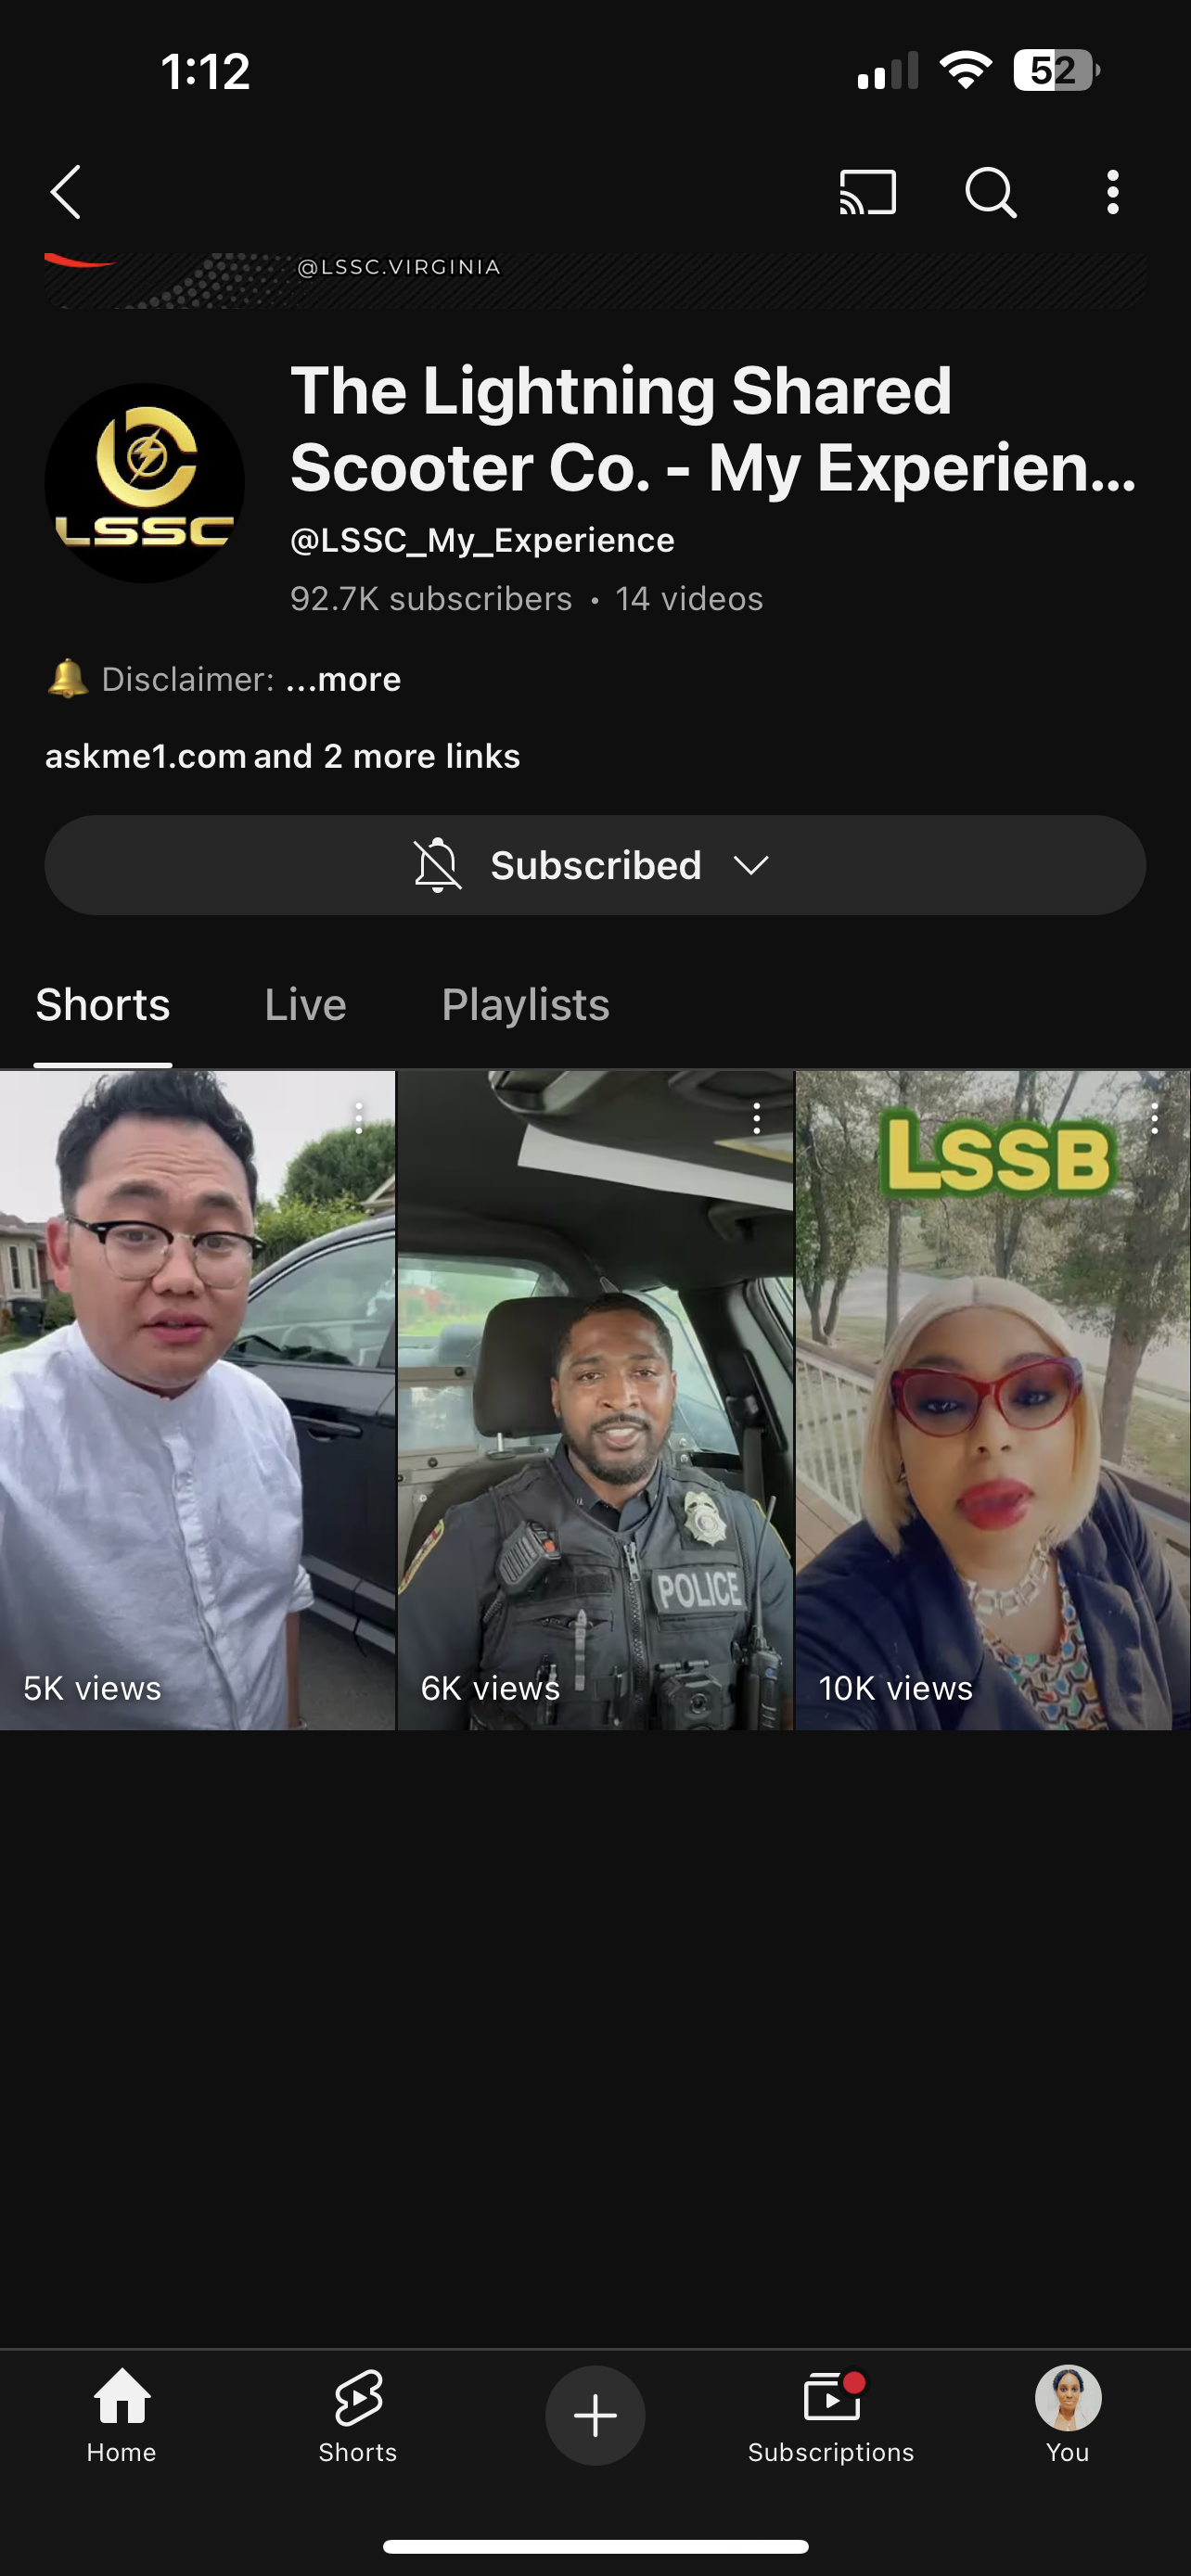 1:12
52
@LSSC.VIRGINIA
LSSC
The Lightning Shared
Scooter Co. - My Experien...
@LSSC_My_Experience
92.7K subscribers • 14 videos
🔔 Disclaimer: ...more
askme1.com and 2 more links
Subscribed
Shorts Live Playlists
LSSB
POLICE
5K views 6K views 10K views
Home Shorts Subscriptions You